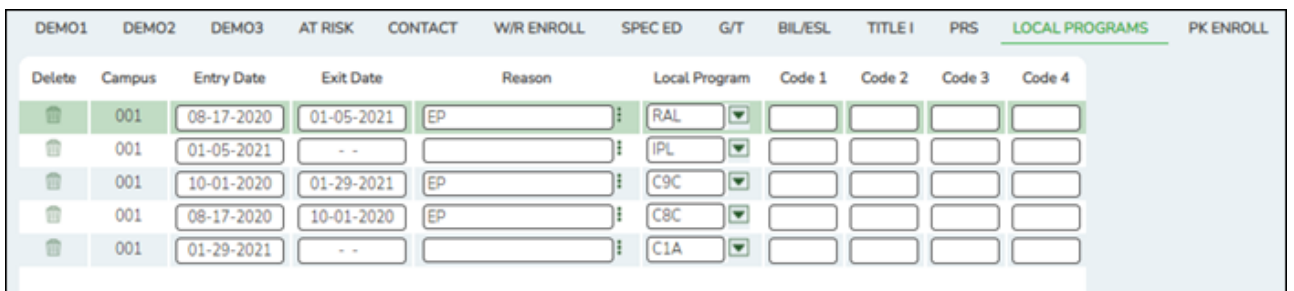 DEMO1 DEMO2 DEMO3 AT RISK CONTACT W/R ENROLL SPEC ED G/T BIL/ESL TITLE I PRS LOCAL PROGRAMS PK ENROLL
Delete Campus Entry Date Exit Date Reason Local Program Code 1 Code 2 Code 3 Code 4
001 08-17-2020 01-05-2021 EP RAL
001 01-05-2021 - - IPL
001 10-01-2020 01-29-2021 EP C9C
001 08-17-2020 10-01-2020 EP C8C
001 01-29-2021 - - C1A